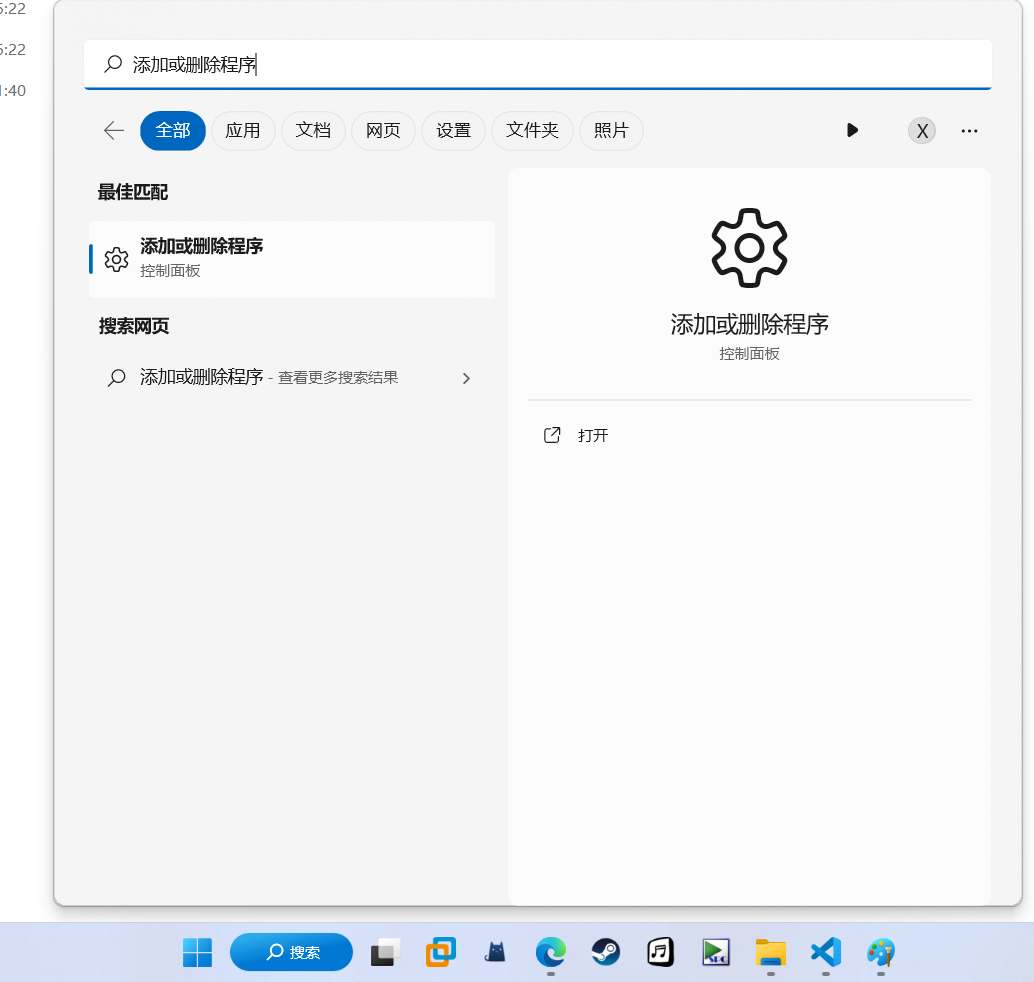 5:22
5:22
1:40
添加或删除程序
全部 应用 文档 网页 设置 文件夹 照片 X
最佳匹配
添加或删除程序
控制面板
搜索网页
添加或删除程序 - 查看更多搜索结果
添加或删除程序
控制面板
打开
搜索
SPC